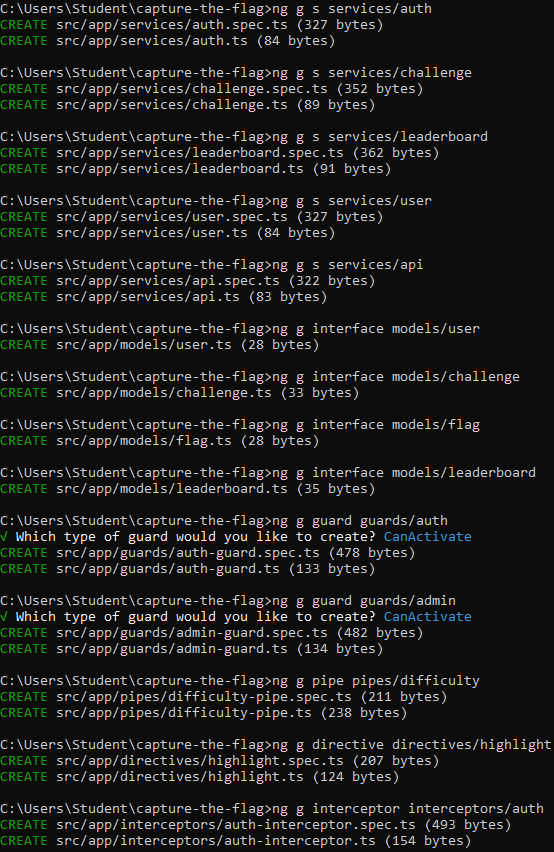 C:\Users\Student\capture-the-flag>ng g s services/auth
CREATE src/app/services/auth.spec.ts (327 bytes)
CREATE src/app/services/auth.ts (84 bytes)
C:\Users\Student\capture-the-flag>ng g s services/challenge
CREATE src/app/services/challenge.spec.ts (352 bytes)
CREATE src/app/services/challenge.ts (89 bytes)
C:\Users\Student\capture-the-flag>ng g s services/leaderboard
CREATE src/app/services/leaderboard.spec.ts (362 bytes)
CREATE src/app/services/leaderboard.ts (91 bytes)
C:\Users\Student\capture-the-flag>ng g s services/user
CREATE src/app/services/user.spec.ts (327 bytes)
CREATE src/app/services/user.ts (84 bytes)
C:\Users\Student\capture-the-flag>ng g s services/api
CREATE src/app/services/api.spec.ts (322 bytes)
CREATE src/app/services/api.ts (83 bytes)
C:\Users\Student\capture-the-flag>ng g interface models/user
CREATE src/app/models/user.ts (28 bytes)
C:\Users\Student\capture-the-flag>ng g interface models/challenge
CREATE src/app/models/challenge.ts (33 bytes)
C:\Users\Student\capture-the-flag>ng g interface models/flag
CREATE src/app/models/flag.ts (28 bytes)
C:\Users\Student\capture-the-flag>ng g interface models/leaderboard
CREATE src/app/models/leaderboard.ts (35 bytes)
C:\Users\Student\capture-the-flag>ng g guard guards/auth
√ Which type of guard would you like to create? CanActivate
CREATE src/app/guards/auth-guard.spec.ts (478 bytes)
CREATE src/app/guards/auth-guard.ts (133 bytes)
C:\Users\Student\capture-the-flag>ng g guard guards/admin
√ Which type of guard would you like to create? CanActivate
CREATE src/app/guards/admin-guard.spec.ts (482 bytes)
CREATE src/app/guards/admin-guard.ts (134 bytes)
C:\Users\Student\capture-the-flag>ng g pipe pipes/difficulty
CREATE src/app/pipes/difficulty-pipe.spec.ts (211 bytes)
CREATE src/app/pipes/difficulty-pipe.ts (238 bytes)
C:\Users\Student\capture-the-flag>ng g directive directives/highlight
CREATE src/app/directives/highlight.spec.ts (207 bytes)
CREATE src/app/directives/highlight.ts (124 bytes)
C:\Users\Student\capture-the-flag>ng g interceptor interceptors/auth
CREATE src/app/interceptors/auth-interceptor.spec.ts (493 bytes)
CREATE src/app/interceptors/auth-interceptor.ts (154 bytes)